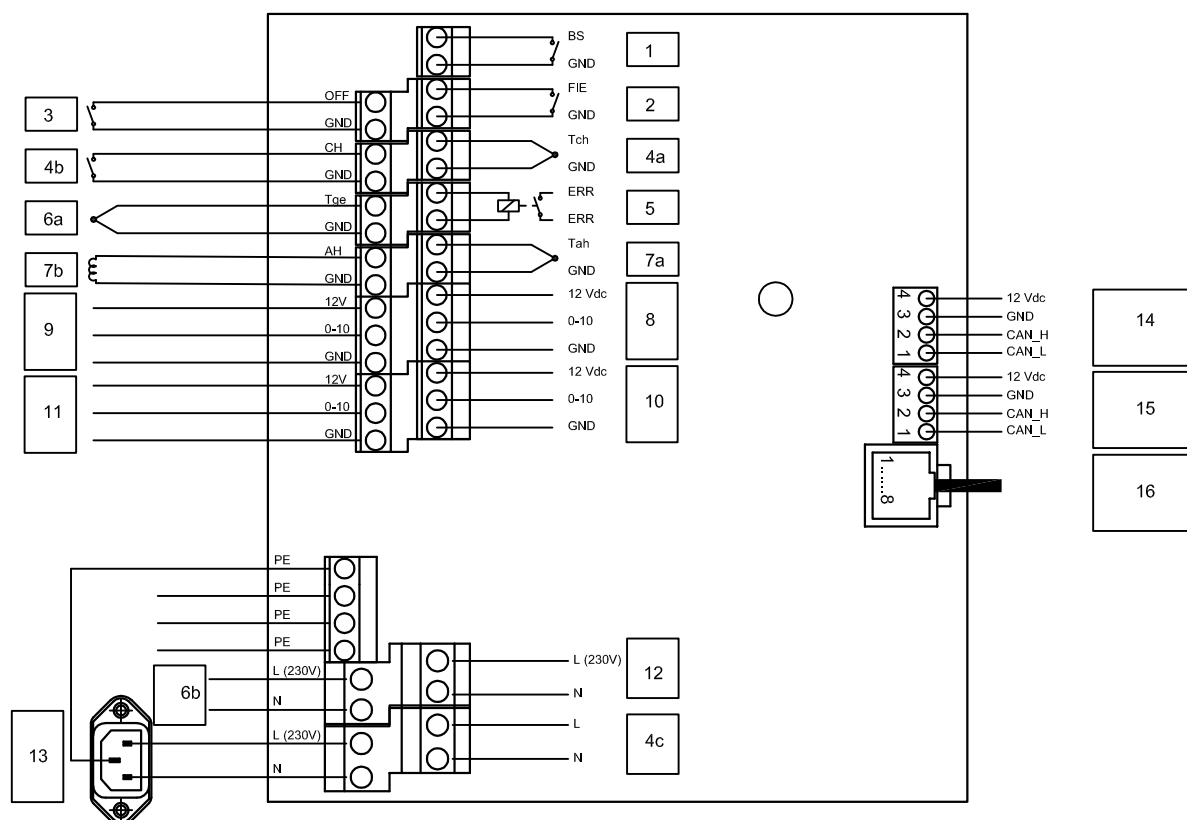 BS
GND
1
FIE
GND
2
3
OFF
GND
Tch
GND
4a
4b
CH
GND
ERR
ERR
5
6a
Tge
GND
Tah
GND
7a
7b
AH
GND
12 Vdc
0-10
GND
8
9
12V
0-10
GND
12 Vdc
0-10
GND
10
11
12V
0-10
GND
4
3
2
1
12 Vdc
GND
CAN_H
CAN_L
14
4
3
2
1
12 Vdc
GND
CAN_H
CAN_L
15
1.......8
16
PE
PE
PE
PE
6b
L (230V)
N
L (230V)
N
12
13
L (230V)
N
L
N
4c